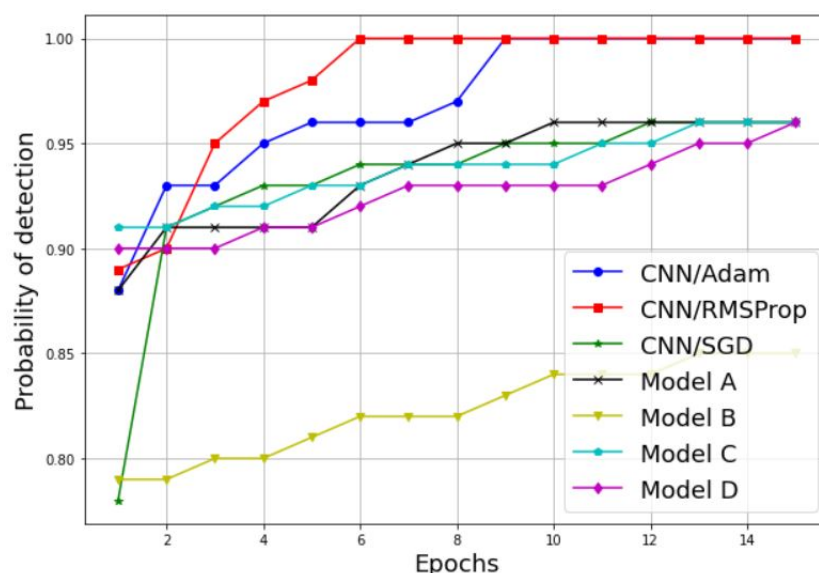 1.00
0.95
0.90
0.85
0.80
Probability of detection
CNN/Adam
CNN/RMSProp
CNN/SGD
Model A
Model B
Model C
Model D
2 4 6 8 10 12 14
Epochs